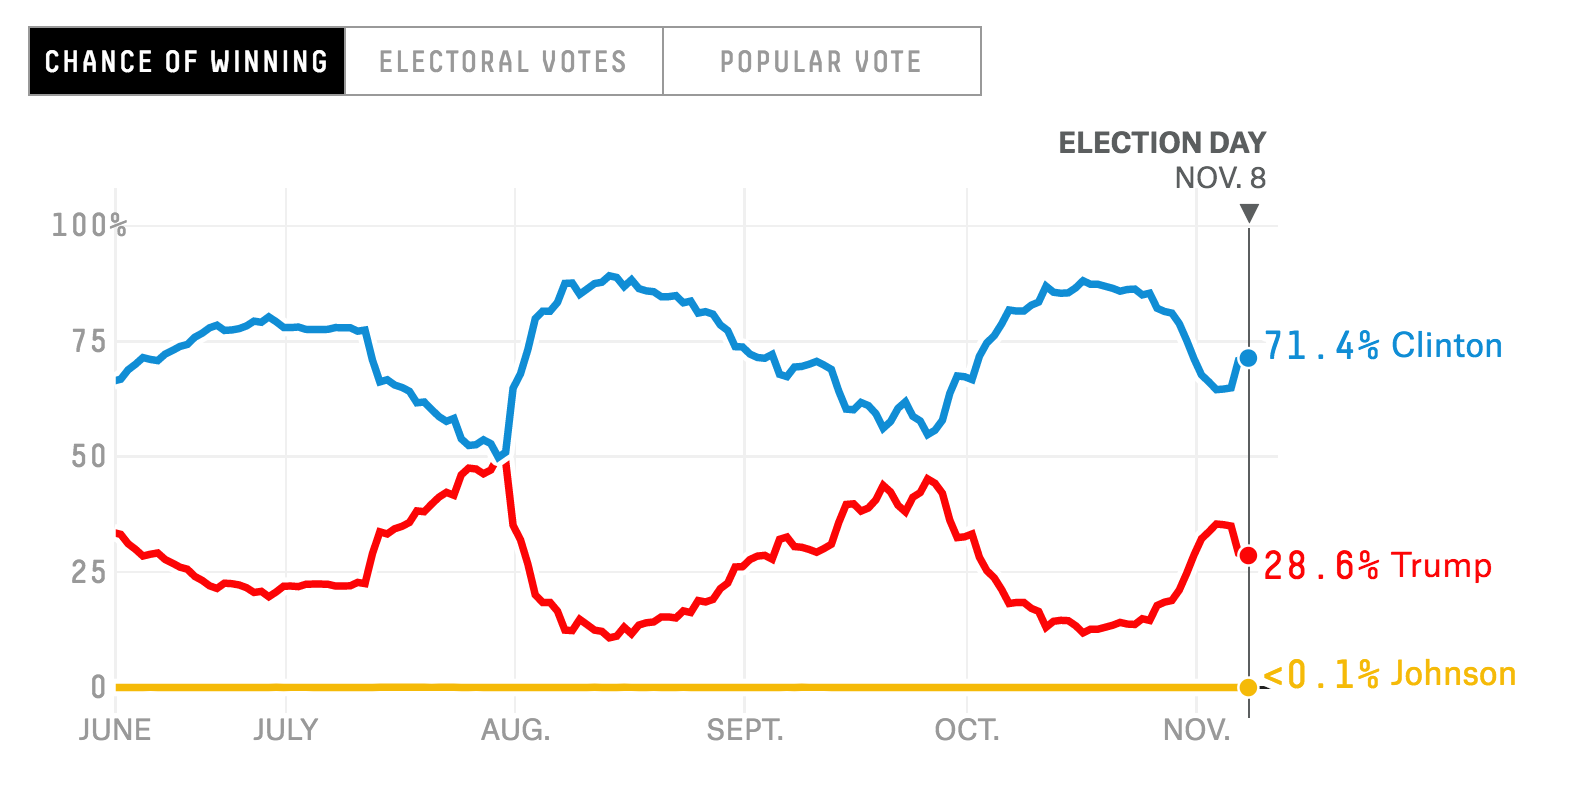 CHANCE OF WINNING
ELECTORAL VOTES
POPULAR VOTE
ELECTION DAY
NOV. 8
100%
75
71.4% Clinton
50
25
28.6% Trump
<0.1% Johnson
0
JUNE
JULY
AUG.
SEPT.
OCT.
NOV.